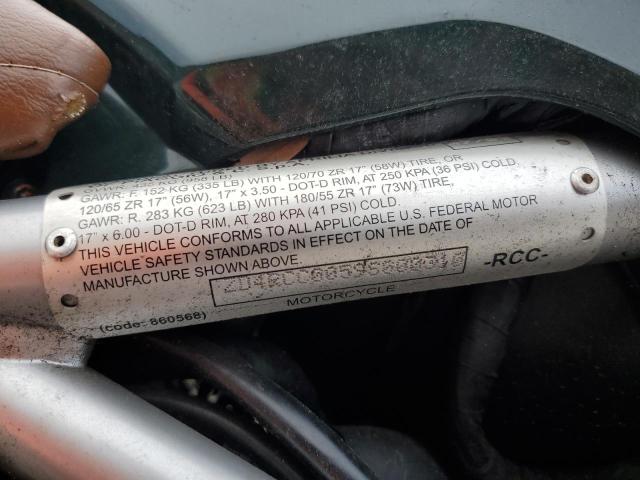 GAWR: F. 152 KG (335 LB) WITH 120/70 ZR 17" (58W) TIRE, OR
120/65 ZR 17" (56W), 17" X 3.50 - DOT-D RIM, AT 250 KPA (36 PSI) COLD.
GAWR: R. 283 KG (623 LB) WITH 180/55 ZR 17" (73W) TIRE,
17" X 6.00 - DOT-D RIM, AT 280 KPA (41 PSI) COLD.
THIS VEHICLE CONFORMS TO ALL APPLICABLE U.S. FEDERAL MOTOR
VEHICLE SAFETY STANDARDS IN EFFECT ON THE DATE OF
MANUFACTURE SHOWN ABOVE.
-RCC-
MOTORCYCLE
(code: 860568)